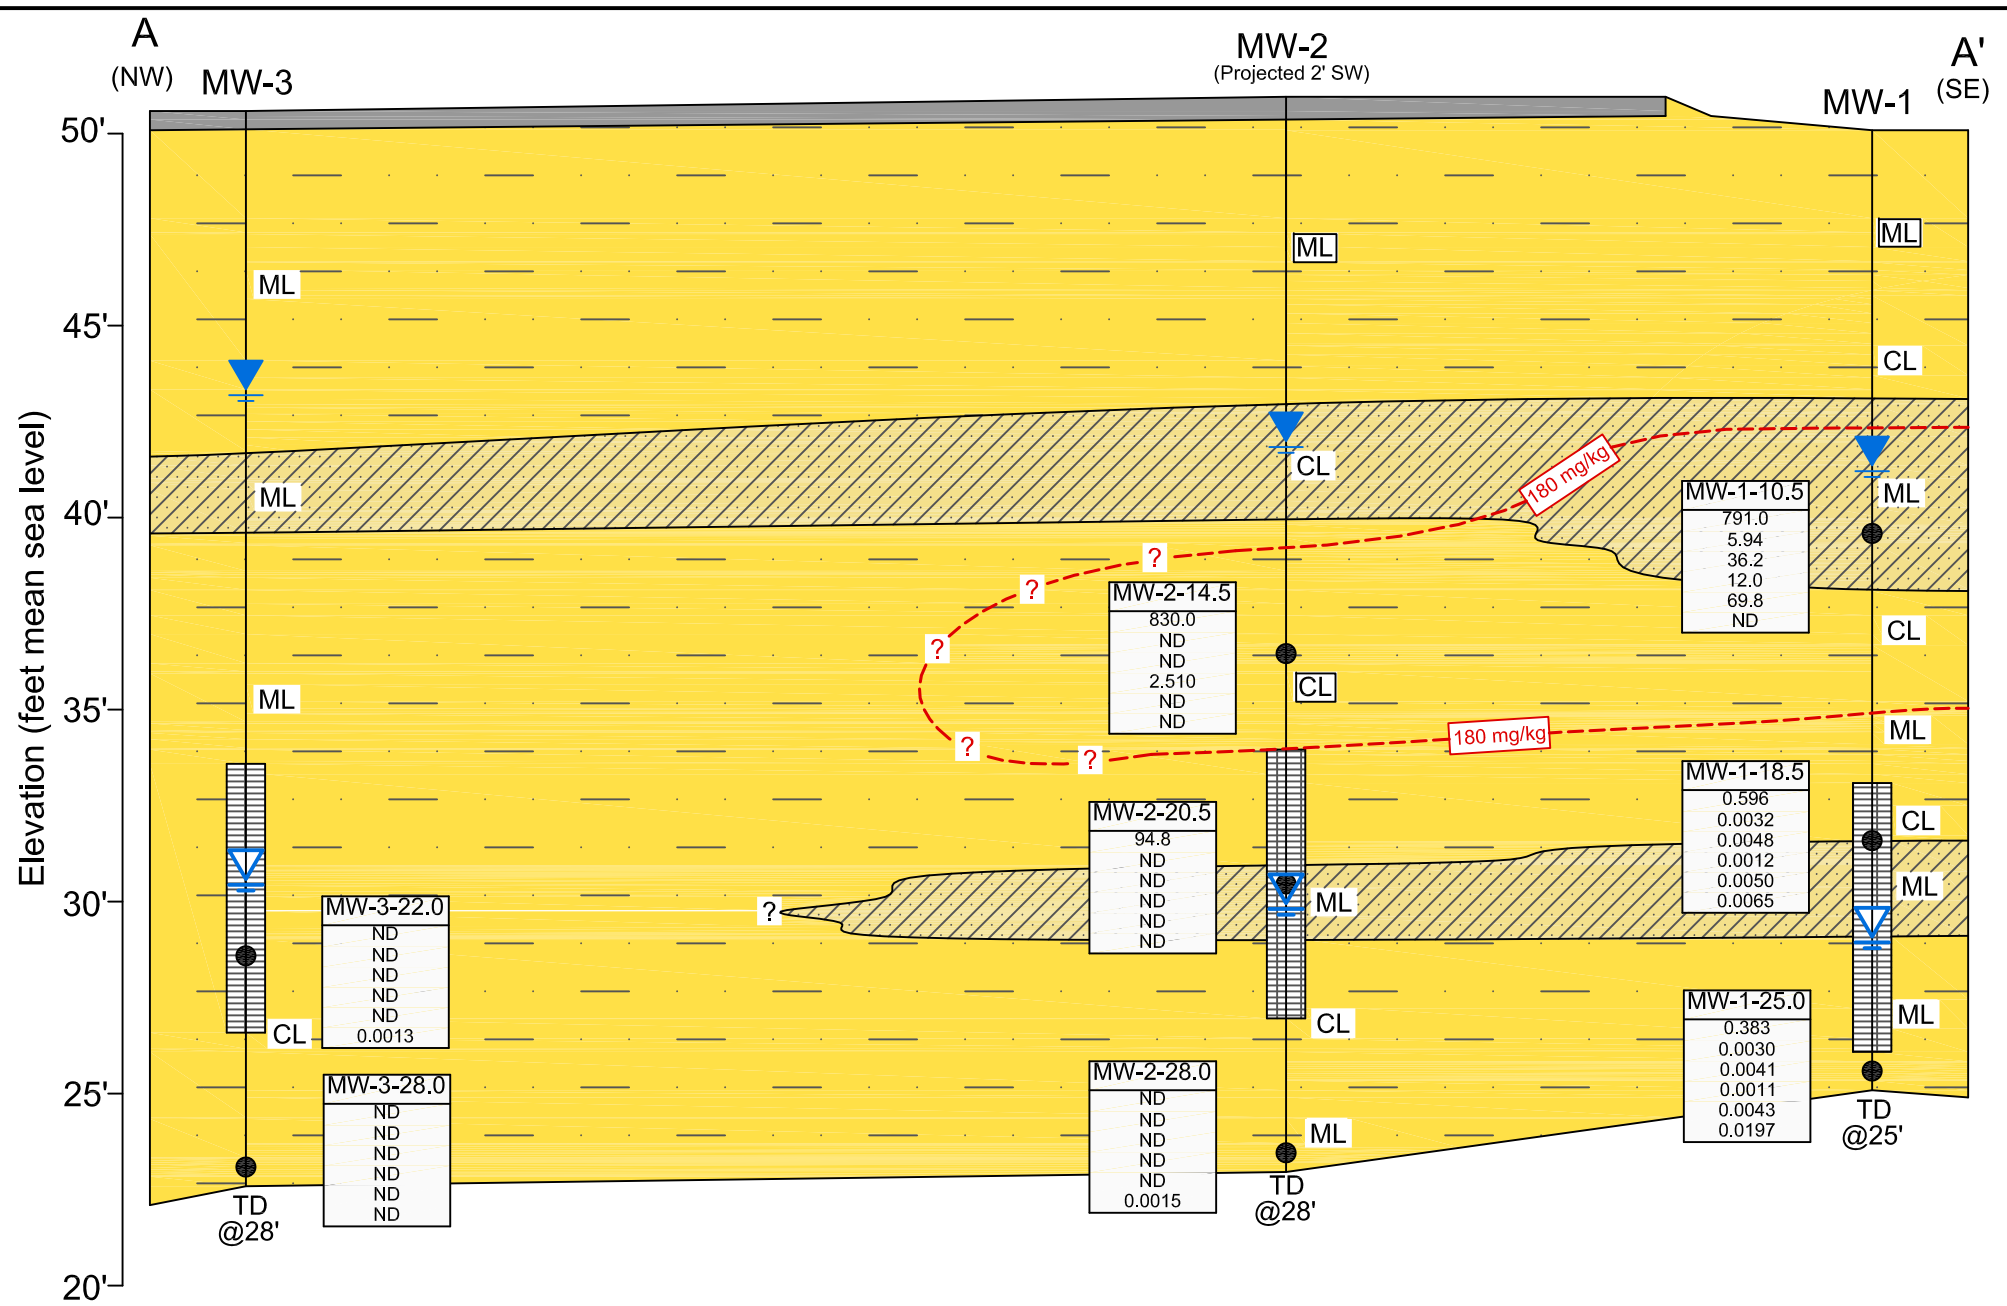 A
(NW)
MW-3
MW-2
(Projected 2' SW)
A'
(SE)
MW-1
50'
45'
40'
35'
30'
25'
20'
Elevation (feet mean sea level)
ML
ML
ML
CL
TD
@28'
MW-3-22.0
ND
ND
ND
ND
ND
0.0013
MW-3-28.0
ND
ND
ND
ND
ND
ND
?
?
?
?
?
?
180 mg/kg
180 mg/kg
ML
CL
CL
ML
CL
ML
TD
@28'
MW-2-14.5
830.0
ND
ND
2.510
ND
ND
MW-2-20.5
94.8
ND
ND
ND
ND
ND
MW-2-28.0
ND
ND
ND
ND
ND
0.0015
ML
CL
ML
CL
ML
CL
ML
ML
TD
@25'
MW-1-10.5
791.0
5.94
36.2
12.0
69.8
ND
MW-1-18.5
0.596
0.0032
0.0048
0.0012
0.0050
0.0065
MW-1-25.0
0.383
0.0030
0.0041
0.0011
0.0043
0.0197